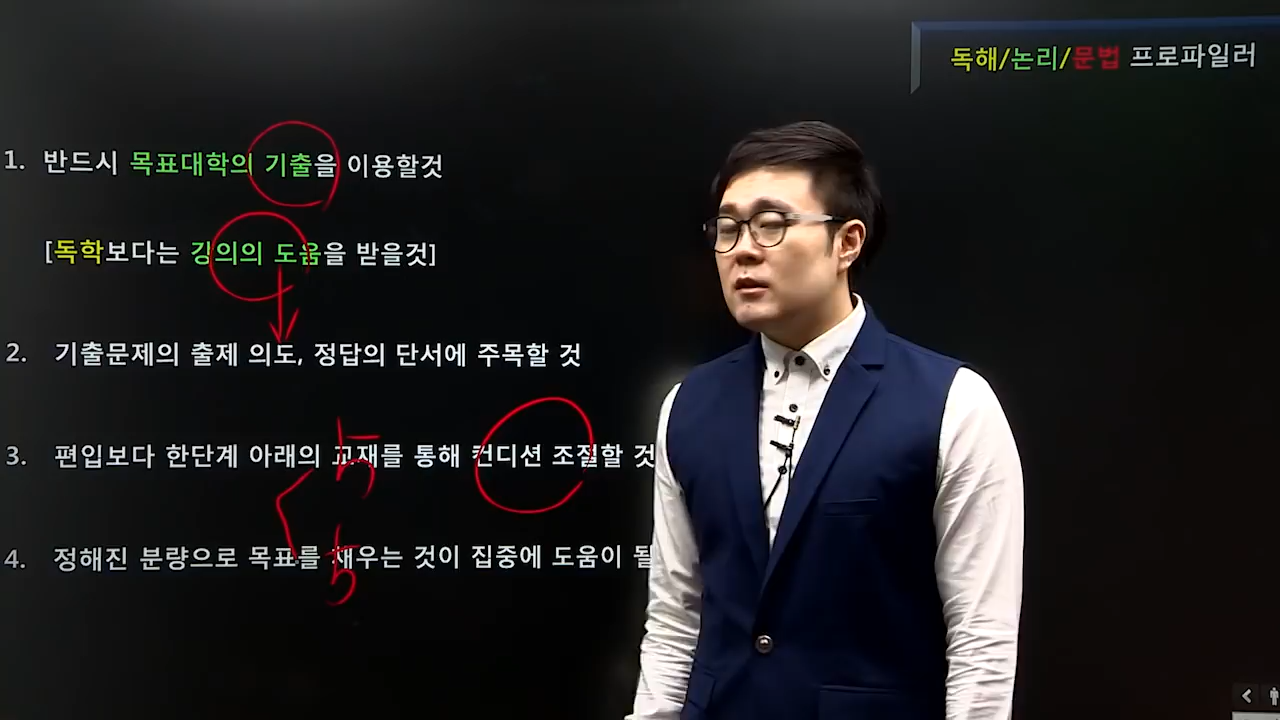 독해/논리/문법 프로파일러
1. 반드시 목표대학의 기출을 이용할것
[독학보다는 강의의 도움을 받을것]
2. 기출문제의 출제 의도, 정답의 단서에 주목할 것
3. 편입보다 한단계 아래의 교재를 통해 컨디션 조절할 것
5
4. 정해진 분량으로 목표를 채우는 것이 집중에 도움이 될
5